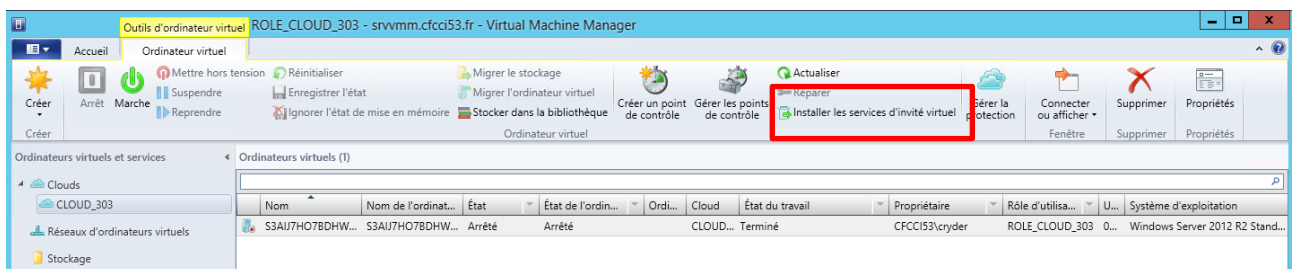 Outils d'ordinateur virtuel ROLE_CLOUD_303 - srvvmm.cfcci53.fr - Virtual Machine Manager
Accueil Ordinateur virtuel
Mettre hors tension Réinitialiser Migrer le stockage Actualiser
Suspendre Enregistrer l'état Migrer l'ordinateur virtuel Réparer
Créer Arrêt Marche Reprendre Ignorer l'état de mise en mémoire Stocker dans la bibliothèque Créer un point de contrôle Gérer les points de contrôle Installer les services d'invité virtuel Gérer la protection Connecter ou afficher Supprimer Propriétés
Créer Ordinateur virtuel Fenêtre Supprimer Propriétés
Ordinateurs virtuels et services Ordinateurs virtuels (1)
Clouds
CLOUD_303 Nom Nom de l'ordinat... État État de l'ordin... Ordi... Cloud État du travail Propriétaire Rôle d'utilisa... U... Système d'exploitation
Réseaux d'ordinateurs virtuels S3AIJ7HO7BDHW... S3AIJ7HO7BDHW... Arrêté Arrêté CLOUD... Terminé CFCCI53\cryder ROLE_CLOUD_303 0... Windows Server 2012 R2 Stand...
Stockage